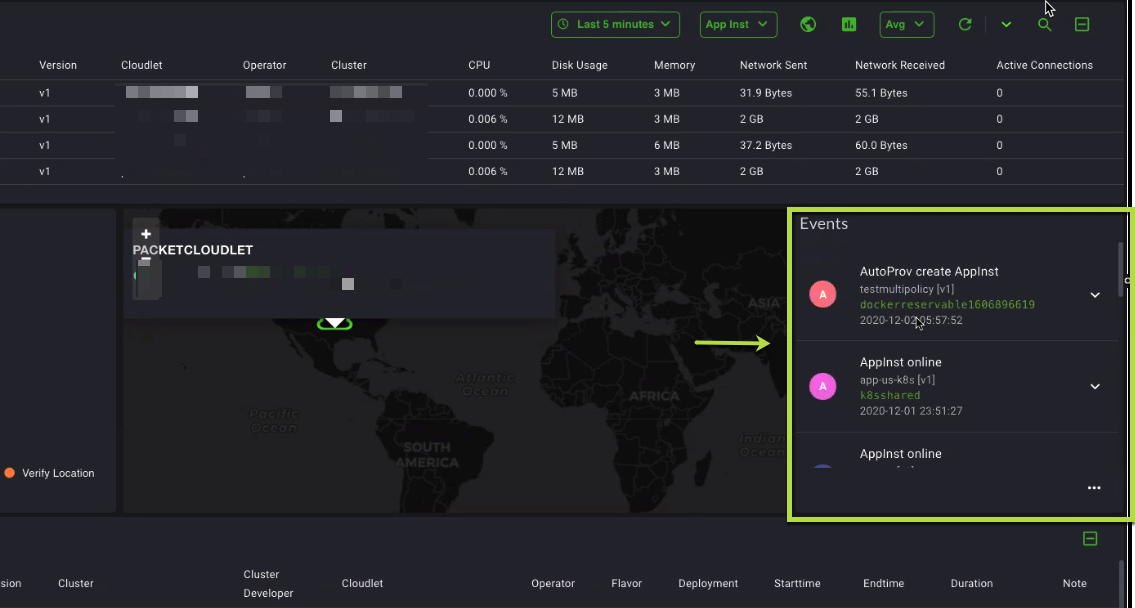 Last 5 minutes App Inst Avg
Version Cloudlet Operator Cluster CPU Disk Usage Memory Network Sent Network Received Active Connections
v1 0.000 % 5 MB 3 MB 31.9 Bytes 55.1 Bytes 0
v1 0.006 % 12 MB 3 MB 2 GB 2 GB 0
v1 0.000 % 5 MB 6 MB 37.2 Bytes 60.0 Bytes 0
v1 0.006 % 12 MB 3 MB 2 GB 2 GB 0
Verify Location
+
PACKETCLOUDLET
−
ASIA
Atlantic
Ocean
AFRICA
Pacific
Ocean
Indian
Ocean
SOUTH
AMERICA
Events
A
AutoProv create AppInst
testmultipolicy [v1]
dockerreservable1606896619
2020-12-02 05:57:52
A
AppInst online
app-us-k8s [v1]
k8sshared
2020-12-01 23:51:27
AppInst online
...
sion Cluster Cluster Developer Cloudlet Operator Flavor Deployment Starttime Endtime Duration Note